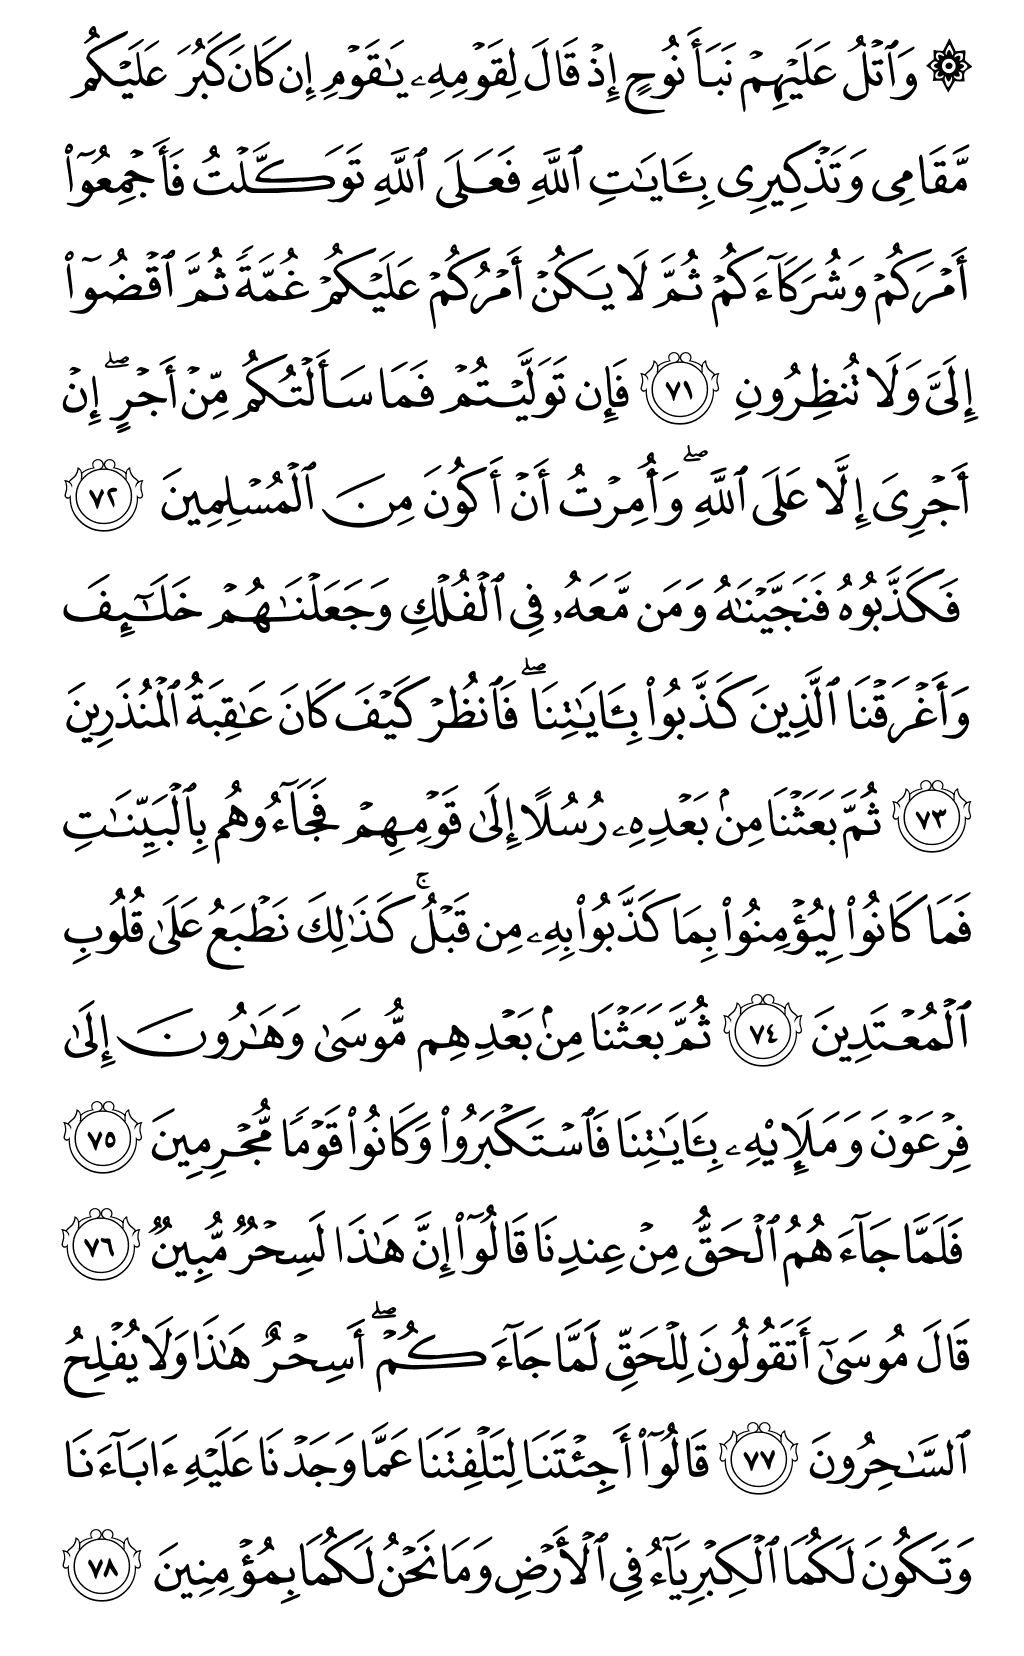 ۞ وَٱتۡلُ عَلَيۡهِمۡ نَبَأَ نُوحٍ إِذۡ قَالَ لِقَوۡمِهِۦ يَٰقَوۡمِ إِن كَانَ كَبُرَ عَلَيۡكُم
مَّقَامِي وَتَذۡكِيرِي بِـَٔايَٰتِ ٱللَّهِ فَعَلَى ٱللَّهِ تَوَكَّلۡتُ فَأَجۡمِعُوٓاْ
أَمۡرَكُمۡ وَشُرَكَآءَكُمۡ ثُمَّ لَا يَكُنۡ أَمۡرُكُمۡ عَلَيۡكُمۡ غُمَّةٗ ثُمَّ ٱقۡضُوٓاْ
إِلَيَّ وَلَا تُنظِرُونِ ٧١ فَإِن تَوَلَّيۡتُمۡ فَمَا سَأَلۡتُكُم مِّنۡ أَجۡرٍۖ إِنۡ
أَجۡرِيَ إِلَّا عَلَى ٱللَّهِۖ وَأُمِرۡتُ أَنۡ أَكُونَ مِنَ ٱلۡمُسۡلِمِينَ ٧٢
فَكَذَّبُوهُ فَنَجَّيۡنَٰهُ وَمَن مَّعَهُۥ فِي ٱلۡفُلۡكِ وَجَعَلۡنَٰهُمۡ خَلَٰٓئِفَ
وَأَغۡرَقۡنَا ٱلَّذِينَ كَذَّبُواْ بِـَٔايَٰتِنَاۖ فَٱنظُرۡ كَيۡفَ كَانَ عَٰقِبَةُ ٱلۡمُنذَرِينَ
٧٣ ثُمَّ بَعَثۡنَا مِنۢ بَعۡدِهِۦ رُسُلًا إِلَىٰ قَوۡمِهِمۡ فَجَآءُوهُم بِٱلۡبَيِّنَٰتِ
فَمَا كَانُواْ لِيُؤۡمِنُواْ بِمَا كَذَّبُواْ بِهِۦ مِن قَبۡلُۚ كَذَٰلِكَ نَطۡبَعُ عَلَىٰ قُلُوبِ
ٱلۡمُعۡتَدِينَ ٧٤ ثُمَّ بَعَثۡنَا مِنۢ بَعۡدِهِم مُّوسَىٰ وَهَٰرُونَ إِلَىٰ
فِرۡعَوۡنَ وَمَلَإِيْهِۦ بِـَٔايَٰتِنَا فَٱسۡتَكۡبَرُواْ وَكَانُواْ قَوۡمٗا مُّجۡرِمِينَ ٧٥
فَلَمَّا جَآءَهُمُ ٱلۡحَقُّ مِنۡ عِندِنَا قَالُوٓاْ إِنَّ هَٰذَا لَسِحۡرٞ مُّبِينٞ ٧٦
قَالَ مُوسَىٰٓ أَتَقُولُونَ لِلۡحَقِّ لَمَّا جَآءَكُمۡۖ أَسِحۡرٌ هَٰذَا وَلَا يُفۡلِحُ
ٱلسَّٰحِرُونَ ٧٧ قَالُوٓاْ أَجِئۡتَنَا لِتَلۡفِتَنَا عَمَّا وَجَدۡنَا عَلَيۡهِ ءَابَآءَنَا
وَتَكُونَ لَكُمَا ٱلۡكِبۡرِيَآءُ فِي ٱلۡأَرۡضِ وَمَا نَحۡنُ لَكُمَا بِمُؤۡمِنِينَ ٧٨